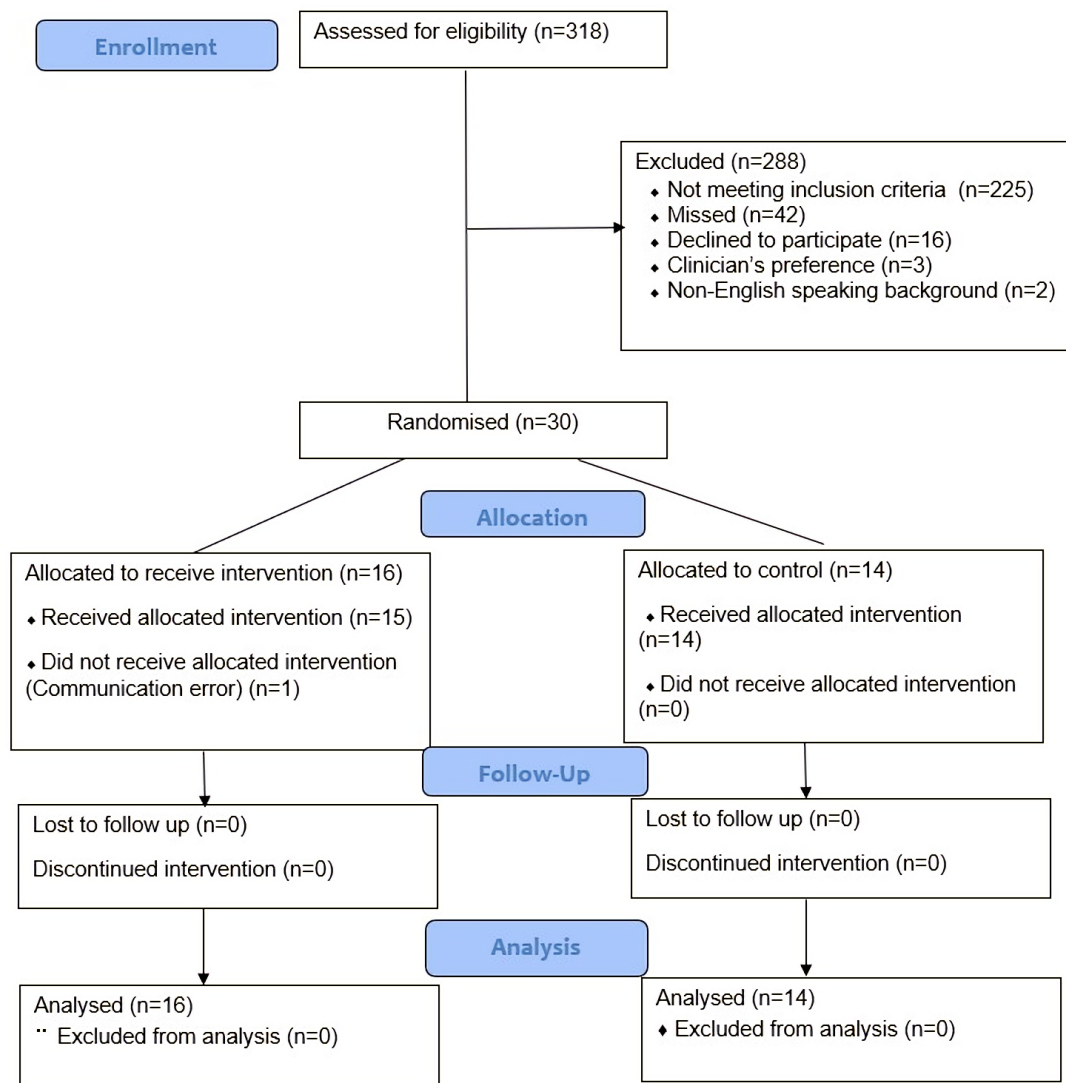 Enrollment
Assessed for eligibility (n=318)
Excluded (n=288)
⬥ Not meeting inclusion criteria (n=225)
⬥ Missed (n=42)
⬥ Declined to participate (n=16)
⬥ Clinician’s preference (n=3)
⬥ Non-English speaking background (n=2)
Randomised (n=30)
Allocation
Allocated to receive intervention (n=16)
⬥ Received allocated intervention (n=15)
⬥ Did not receive allocated intervention
(Communication error) (n=1)
Allocated to control (n=14)
⬥ Received allocated intervention
(n=14)
⬥ Did not receive allocated intervention
(n=0)
Follow-Up
Lost to follow up (n=0)
Discontinued intervention (n=0)
Lost to follow up (n=0)
Discontinued intervention (n=0)
Analysis
Analysed (n=16)
¨ Excluded from analysis (n=0)
Analysed (n=14)
♦ Excluded from analysis (n=0)